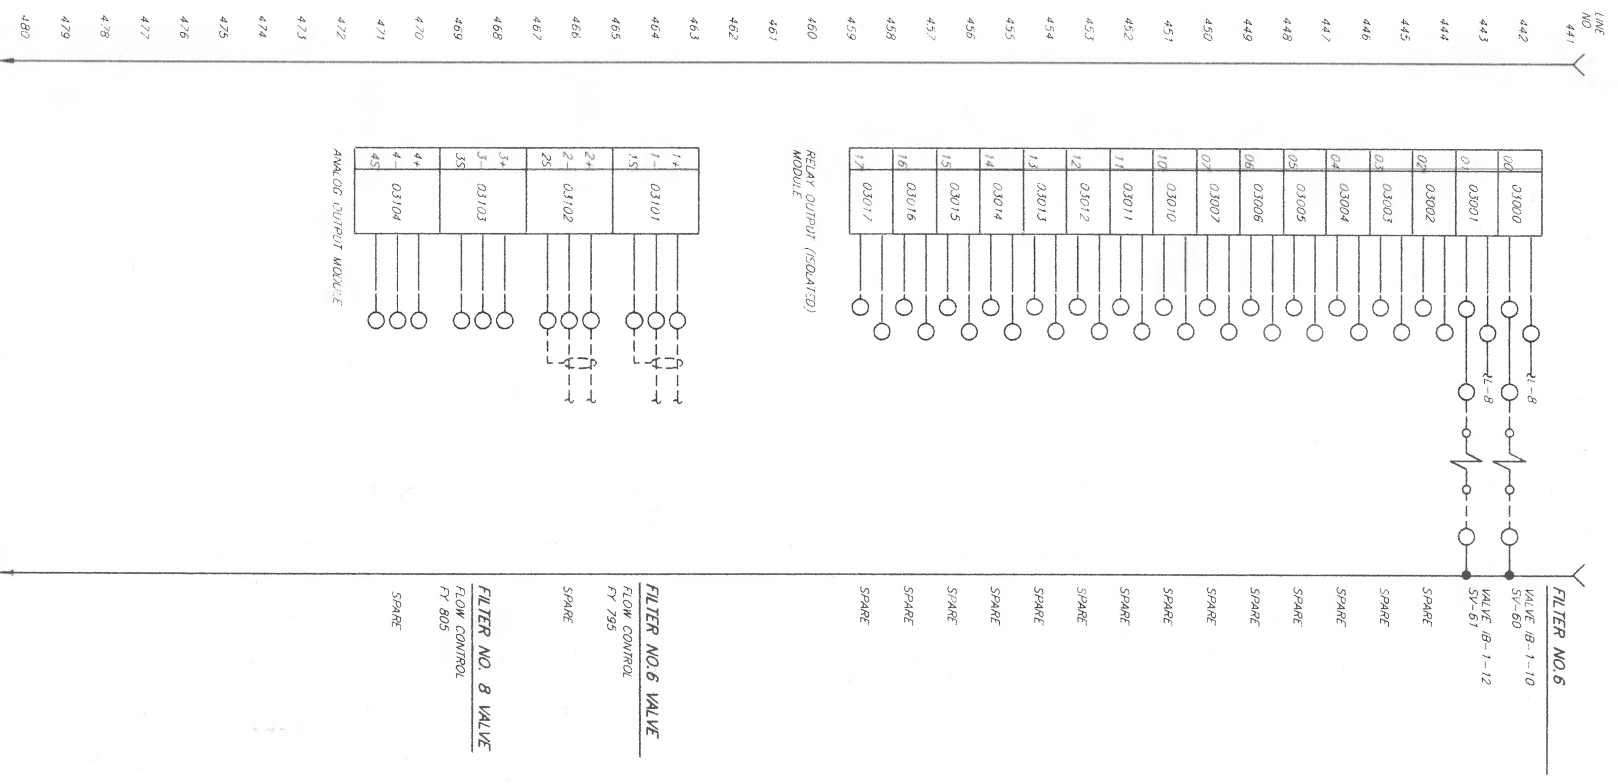 LINE
NO.
441
442
443
444
445
446
447
448
449
450
451
452
453
454
455
456
457
458
459
460
461
462
463
464
465
466
467
468
469
470
471
472
473
474
475
476
477
478
479
480
00 03000
01 03001
02 03002
03 03003
04 03004
05 03005
06 03006
07 03007
10 03010
11 03011
12 03012
13 03013
14 03014
15 03015
16 03016
17 03017
RELAY OUTPUT (ISOLATED)
MODULE
L-8
L-8
1+
1-
1S
03101
2+
2-
2S
03102
3+
3-
3S
03103
4+
4-
4S
03104
ANALOG OUTPUT MODULE
FILTER NO.6
VALVE 1B-1-10
SV-60
VALVE 1B-1-12
SV-61
SPARE
SPARE
SPARE
SPARE
SPARE
SPARE
SPARE
SPARE
SPARE
SPARE
SPARE
SPARE
SPARE
SPARE
FILTER NO.6 VALVE
FLOW CONTROL
FY 795
SPARE
FILTER NO. 8 VALVE
FLOW CONTROL
FY 805
SPARE